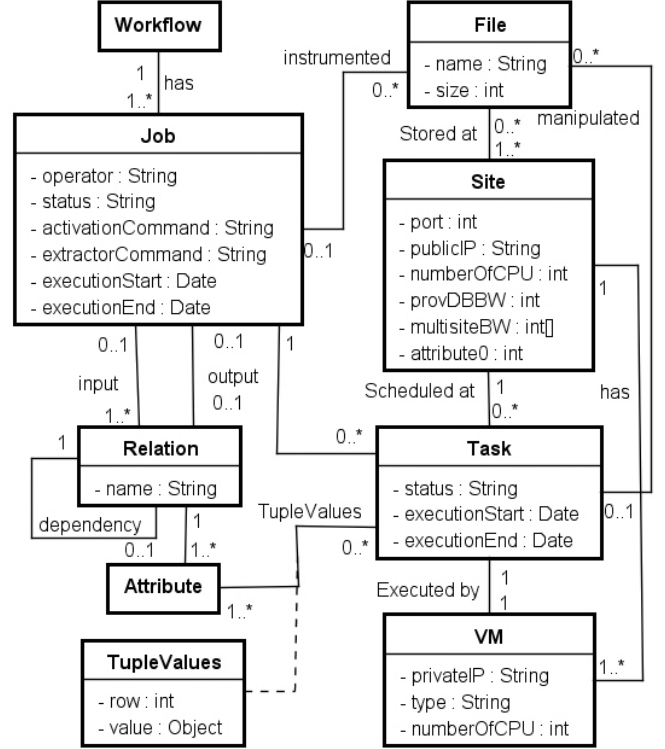 Workflow
1
has
1..*
Job
- operator : String
- status : String
- activationCommand : String
- extractorCommand : String
- executionStart : Date
- executionEnd : Date
File
- name : String
- size : int
instrumented
0..*
0..*
manipulated
0..*
Stored at
1..*
Site
- port : int
- publicIP : String
- numberOfCPU : int
- provDBBW : int
- multisiteBW : int[]
- attribute0 : int
0..1
1
0..1
0..1
1
input
output
1..*
0..1
Scheduled at
1
0..*
has
Relation
- name : String
1
dependency
0..1
1
1..*
Attribute
0..*
Task
- status : String
- executionStart : Date
- executionEnd : Date
0..1
TupleValues
0..*
1..*
Executed by
1
1
VM
- privateIP : String
- type : String
- numberOfCPU : int
1..*
TupleValues
- row : int
- value : Object